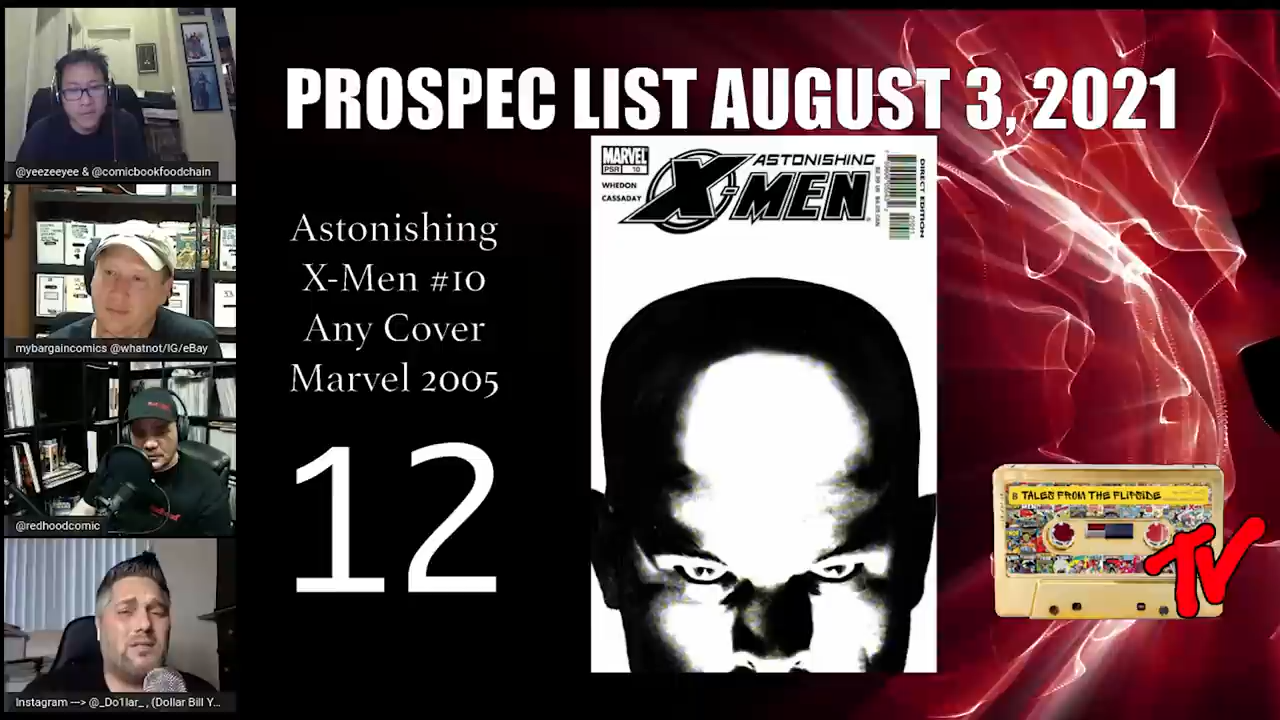 PROSPEC LIST AUGUST 3, 2021
@yeezeeyee & @comicbookfoodchain
mybargaincomics @whatnot/IG/eBay
@redhoodcomic
Instagram ---> @_Do1lar_ , (Dollar Bill Y...
Astonishing
X-Men #10
Any Cover
Marvel 2005
12
MARVEL
PSR 10
WHEDON
CASSADAY
ASTONISHING
X-MEN
DIRECT EDITION
B TALES FROM THE FLIPSIDE
TV